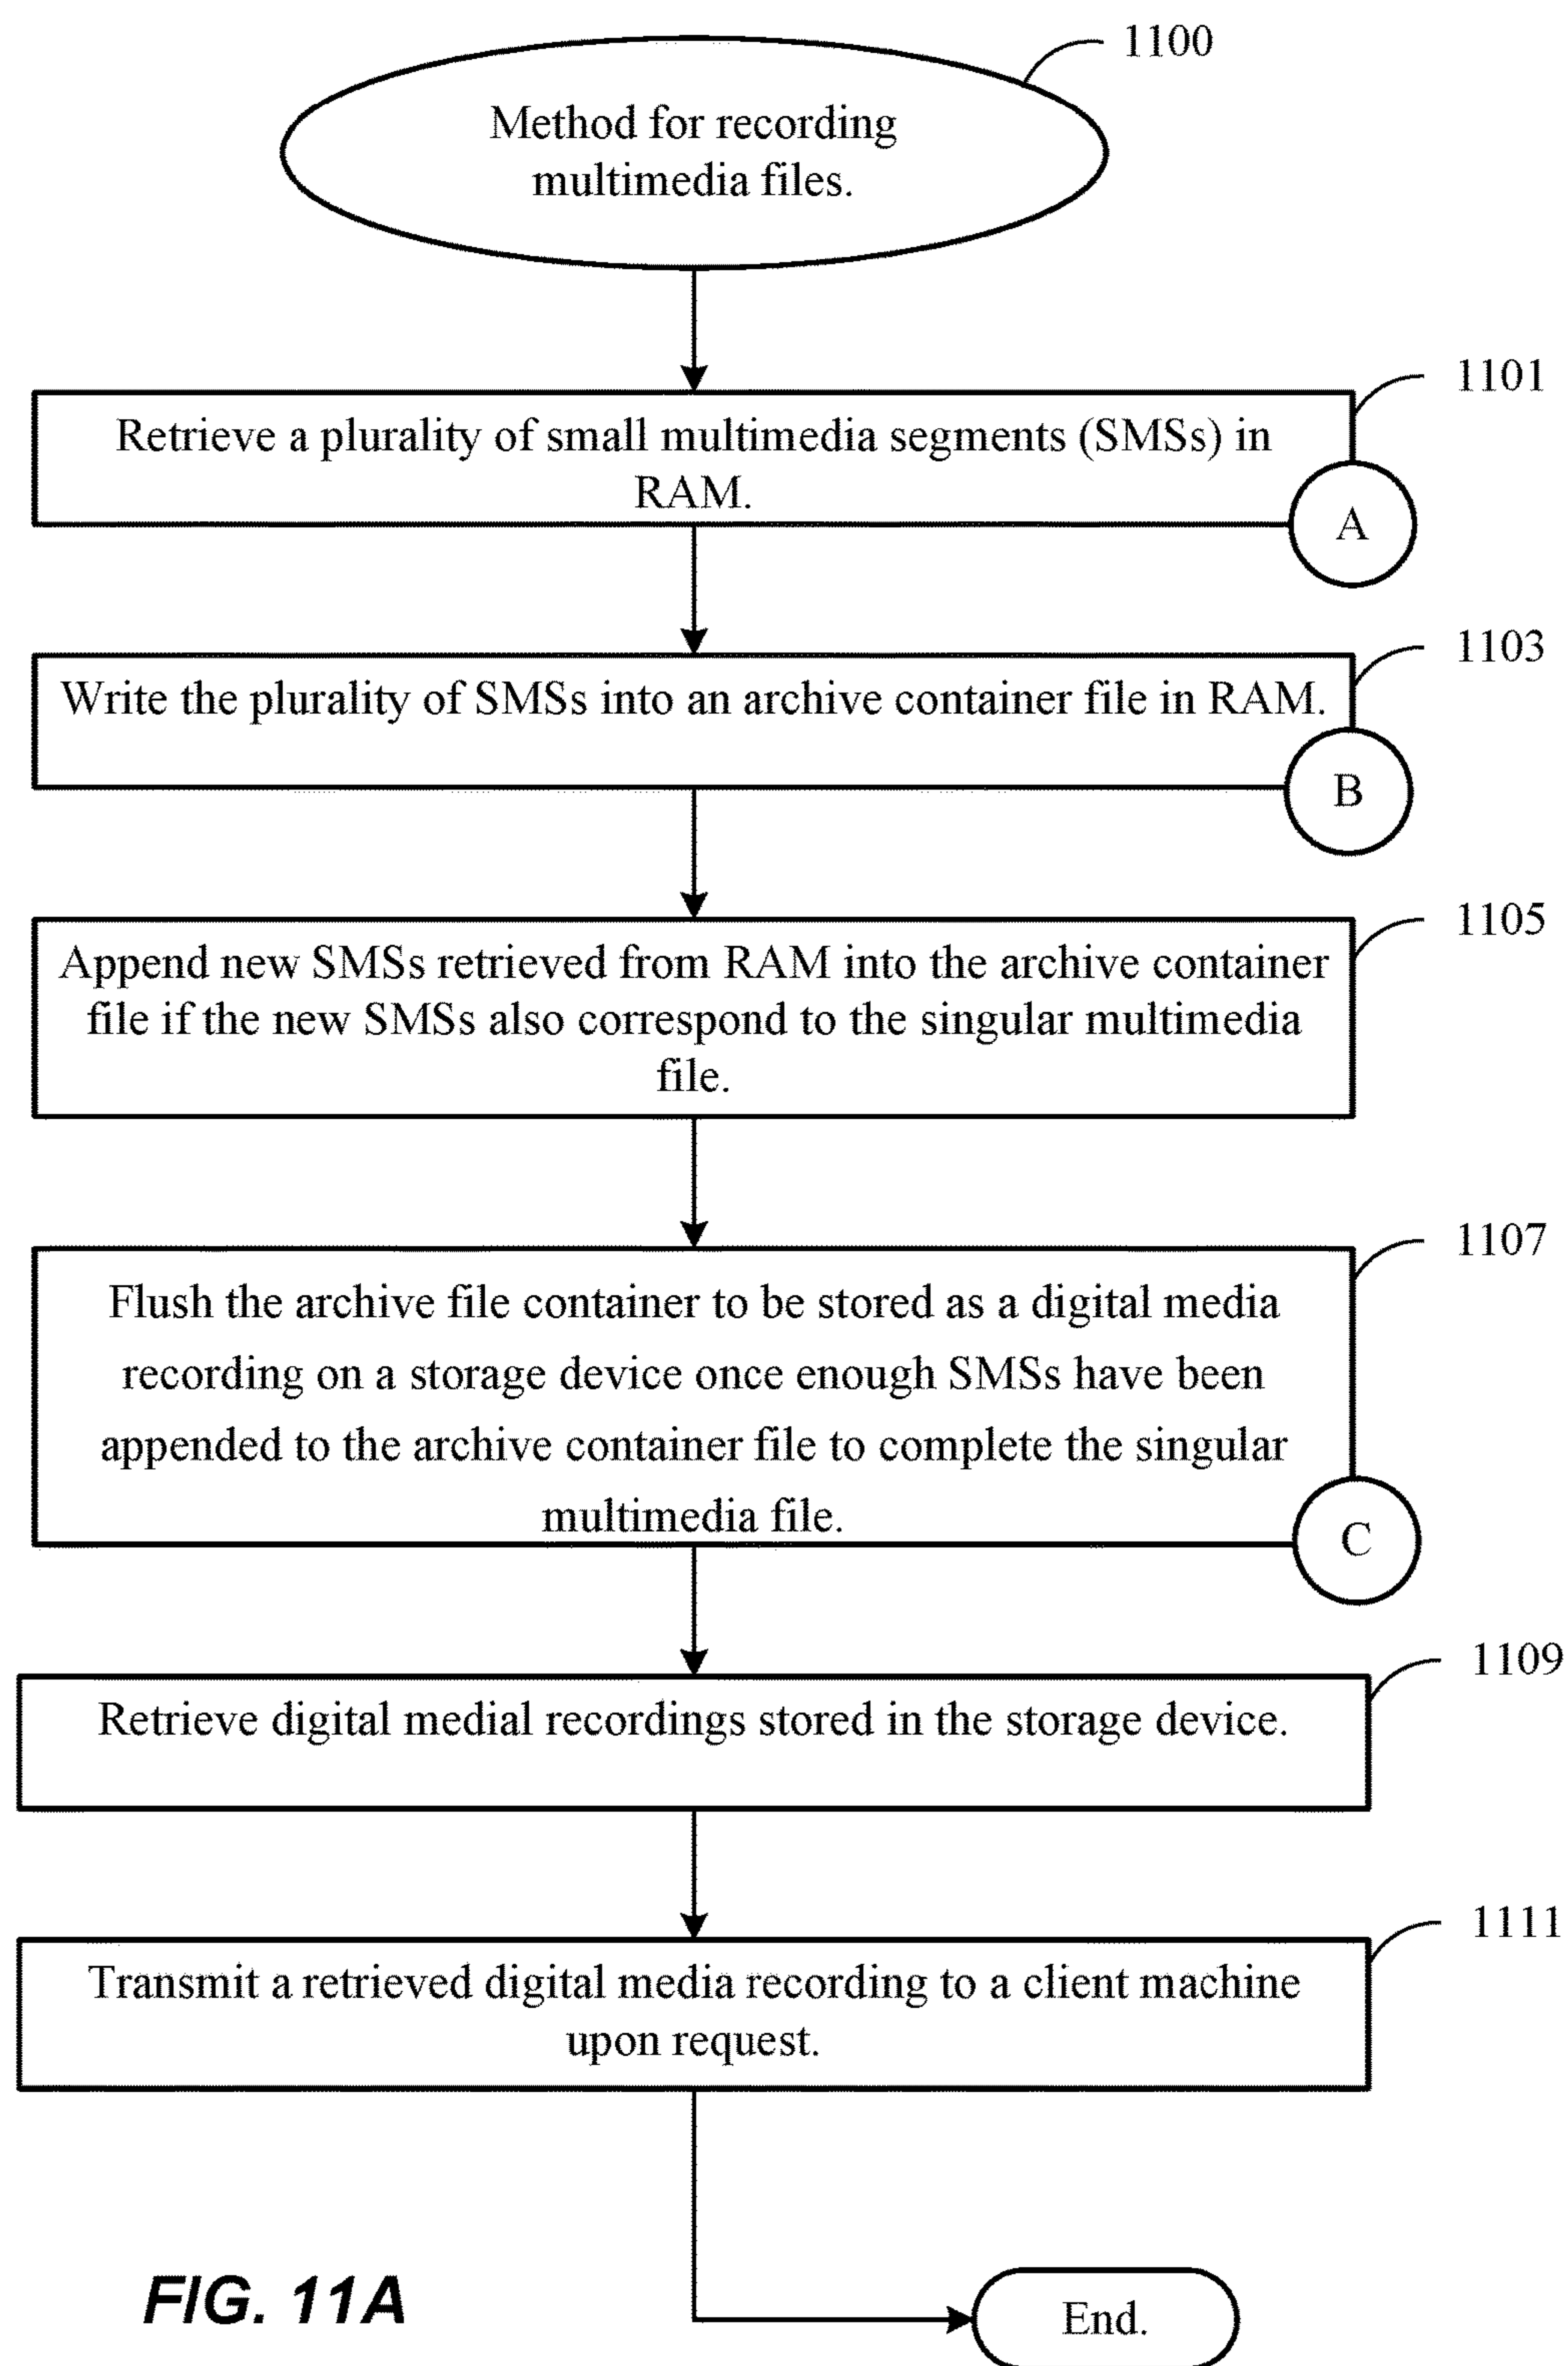 1100
Method for recording
multimedia files.
1101
Retrieve a plurality of small multimedia segments (SMSs) in
RAM.
A
1103
Write the plurality of SMSs into an archive container file in RAM.
B
1105
Append new SMSs retrieved from RAM into the archive container
file if the new SMSs also correspond to the singular multimedia
file.
1107
Flush the archive file container to be stored as a digital media
recording on a storage device once enough SMSs have been
appended to the archive container file to complete the singular
multimedia file.
C
1109
Retrieve digital medial recordings stored in the storage device.
1111
Transmit a retrieved digital media recording to a client machine
upon request.
FIG. 11A
End.